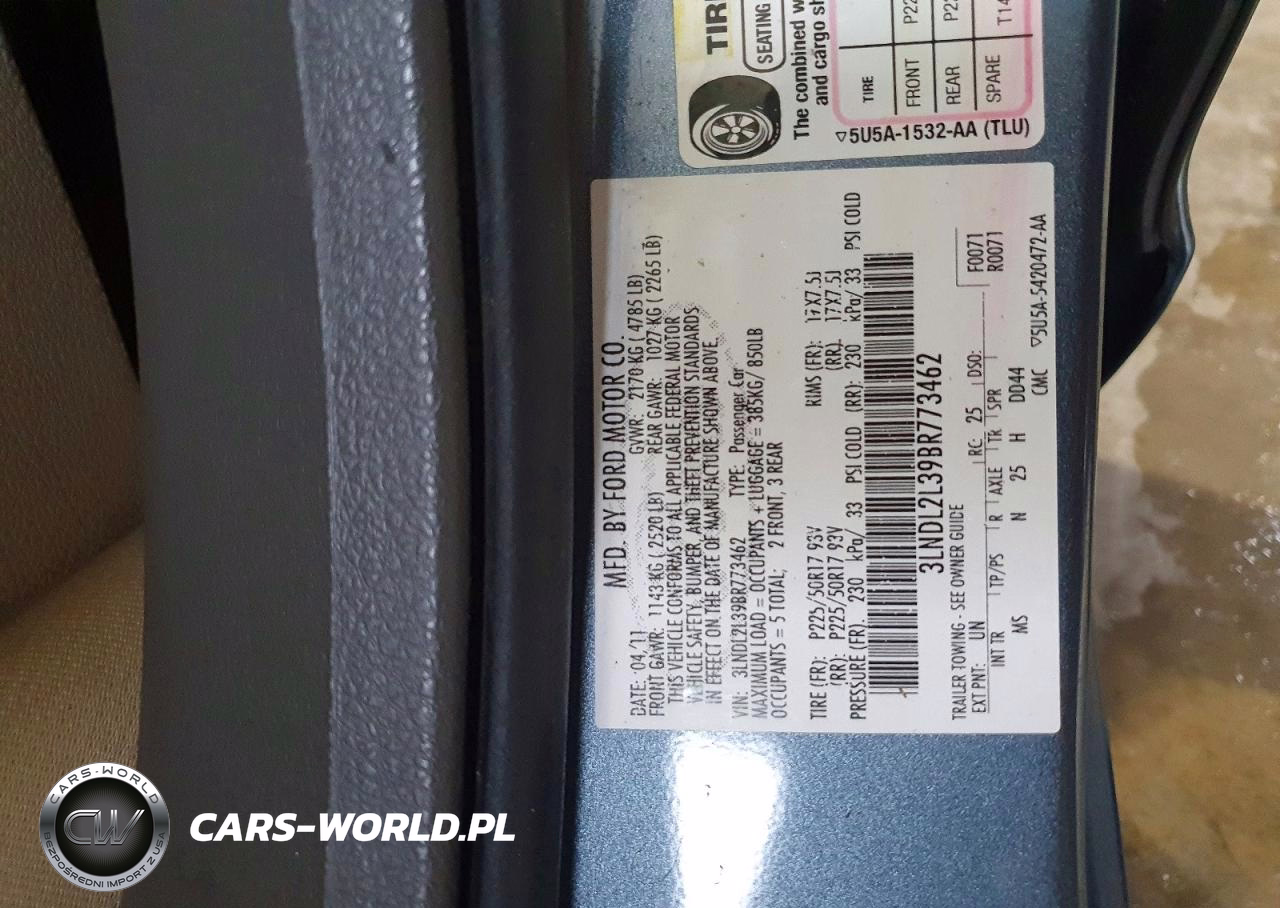 TIRE
SEATING
The combined w
and cargo sh
TIRE
FRONT P22
REAR P22
SPARE T14
▽5U5A-1532-AA (TLU)
MFD. BY FORD MOTOR CO.
DATE: 04/11 GVWR: 2170 KG ( 4785 LB)
FRONT GAWR: 1143 KG ( 2520 LB) REAR GAWR: 1027 KG ( 2265 LB)
THIS VEHICLE CONFORMS TO ALL APPLICABLE FEDERAL MOTOR
VEHICLE SAFETY, BUMPER, AND THEFT PREVENTION STANDARDS
IN EFFECT ON THE DATE OF MANUFACTURE SHOWN ABOVE.
VIN: 3LNDL2L39BR773462 TYPE: Passenger Car
MAXIMUM LOAD = OCCUPANTS + LUGGAGE = 385KG/ 850LB
OCCUPANTS = 5 TOTAL; 2 FRONT, 3 REAR
TIRE (FR): P225/50R17 93V RIMS (FR): 17X7.5J
(RR): P225/50R17 93V (RR): 17X7.5J
PRESSURE (FR): 230 kPa/ 33 PSI COLD (RR): 230 kPa/ 33 PSI COLD
3LNDL2L39BR773462
TRAILER TOWING - SEE OWNER GUIDE
EXT PNT: UN RC: 25 DSO: F0071
R0071
INT TR TP/PS R AXLE TR SPR
MS N 25 H DD44
CMC ▽5U5A-5420472-AA
CARS-WORLD
CW
BEZPOŚREDNI IMPORT Z USA
CARS-WORLD.PL